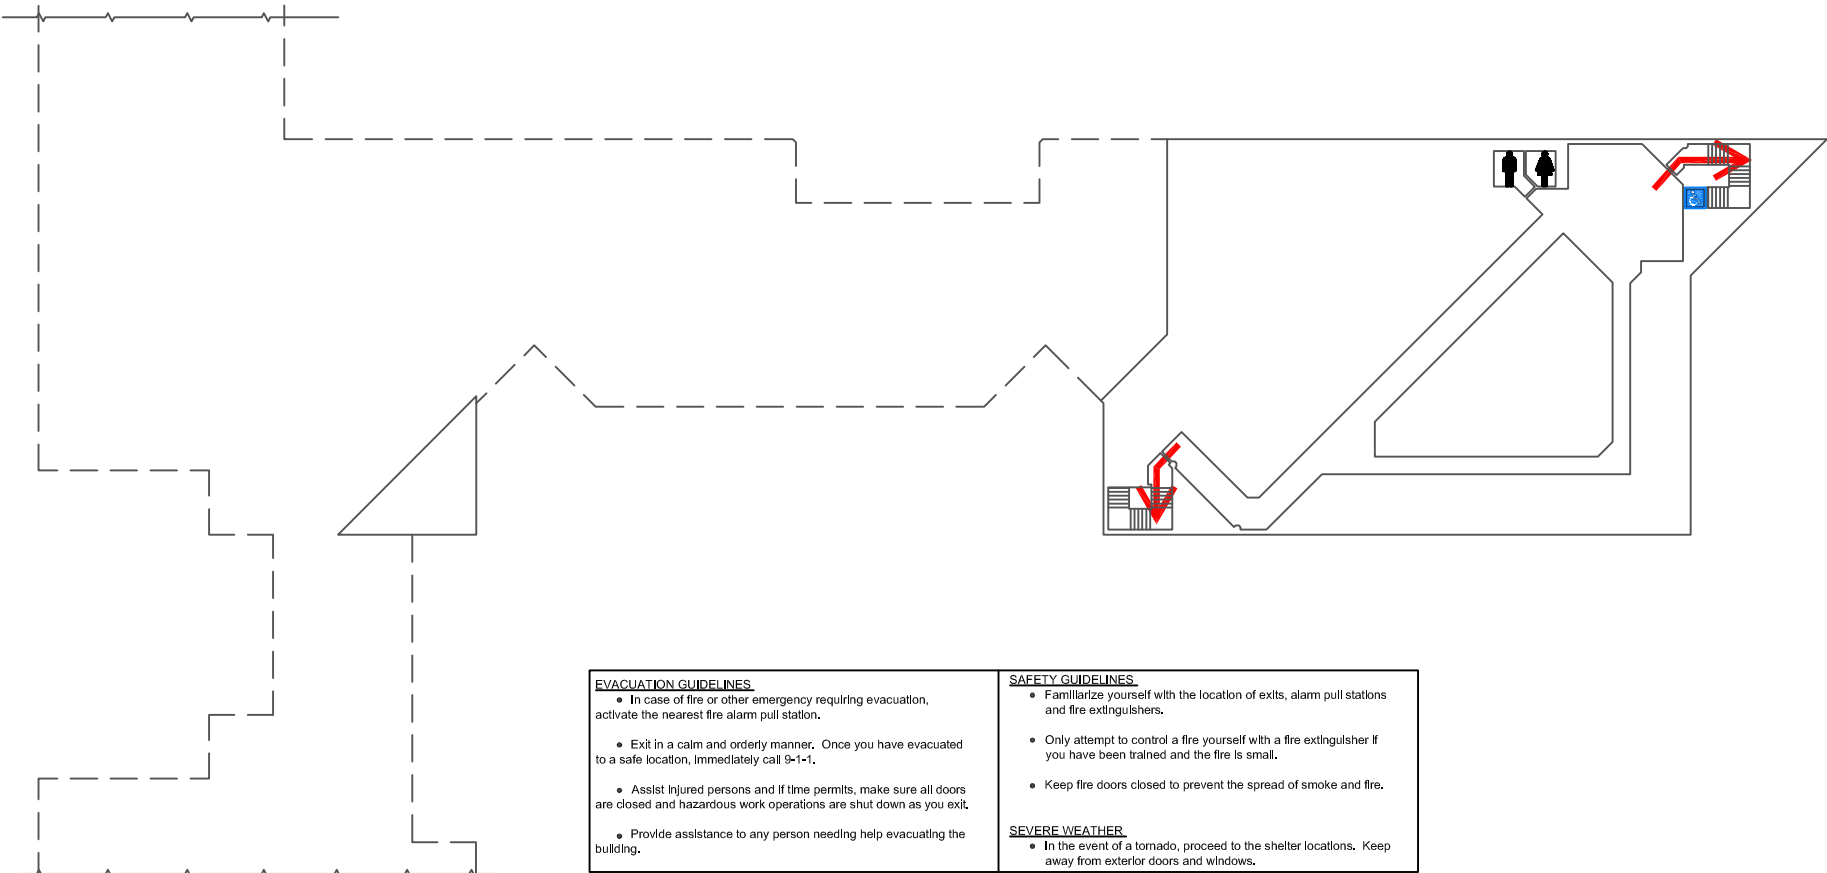 EVACUATION GUIDELINES
• In case of fire or other emergency requiring evacuation,
activate the nearest fire alarm pull station.
• Exit in a calm and orderly manner.  Once you have evacuated
to a safe location, immediately call 9-1-1.
• Assist injured persons and if time permits, make sure all doors
are closed and hazardous work operations are shut down as you exit.
• Provide assistance to any person needing help evacuating the
building.
SAFETY GUIDELINES
• Familiarize yourself with the location of exits, alarm pull stations
and fire extinguishers.
• Only attempt to control a fire yourself with a fire extinguisher if
you have been trained and the fire is small.
• Keep fire doors closed to prevent the spread of smoke and fire.
SEVERE WEATHER
• In the event of a tornado, proceed to the shelter locations.  Keep
away from exterior doors and windows.